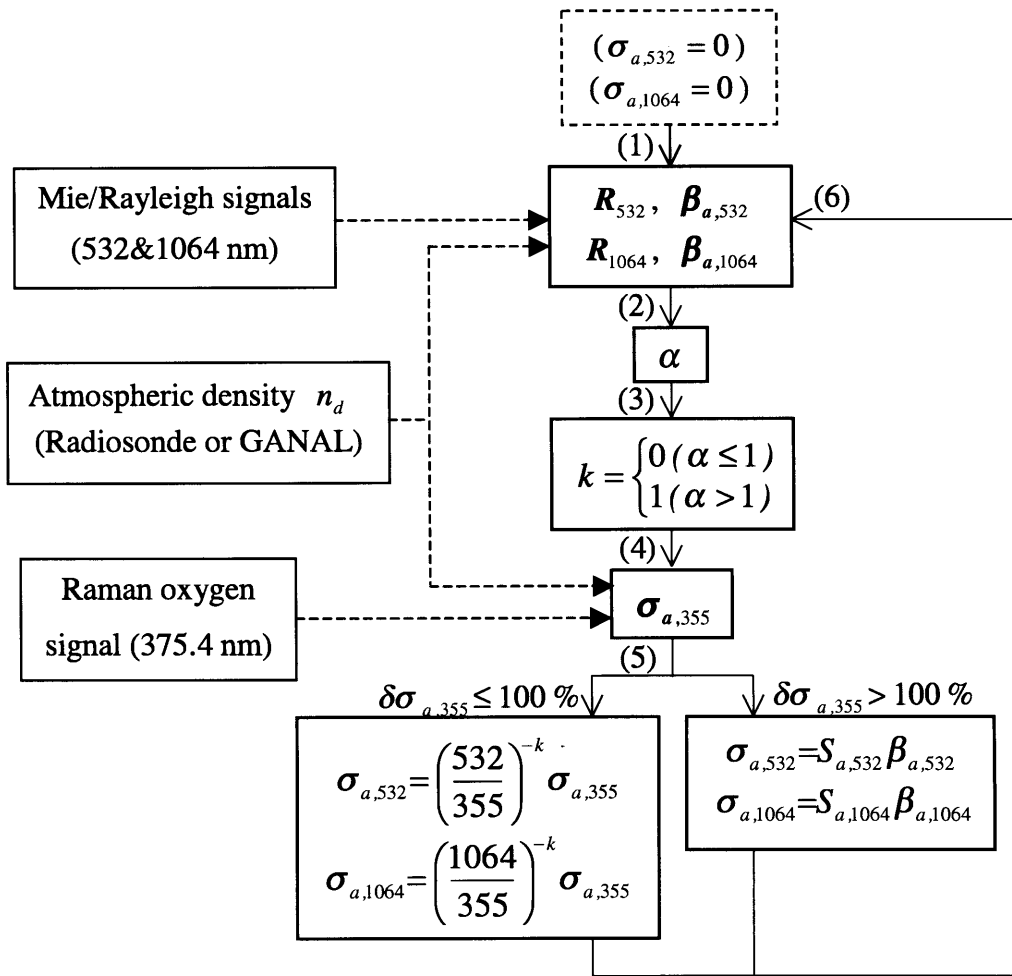 (σa,532 = 0)
(σa,1064 = 0)
(1)
Mie/Rayleigh signals
(532&1064 nm)
R532, βa,532
R1064, βa,1064
(6)
(2)
α
(3)
Atmospheric density nd
(Radiosonde or GANAL)
k = { 0 (α ≤ 1)
1 (α > 1)
(4)
Raman oxygen
signal (375.4 nm)
σa,355
(5)
δσa,355 ≤ 100 %
δσa,355 > 100 %
σa,532 = (532/355)^-k σa,355
σa,1064 = (1064/355)^-k σa,355
σa,532=Sa,532 βa,532
σa,1064=Sa,1064 βa,1064